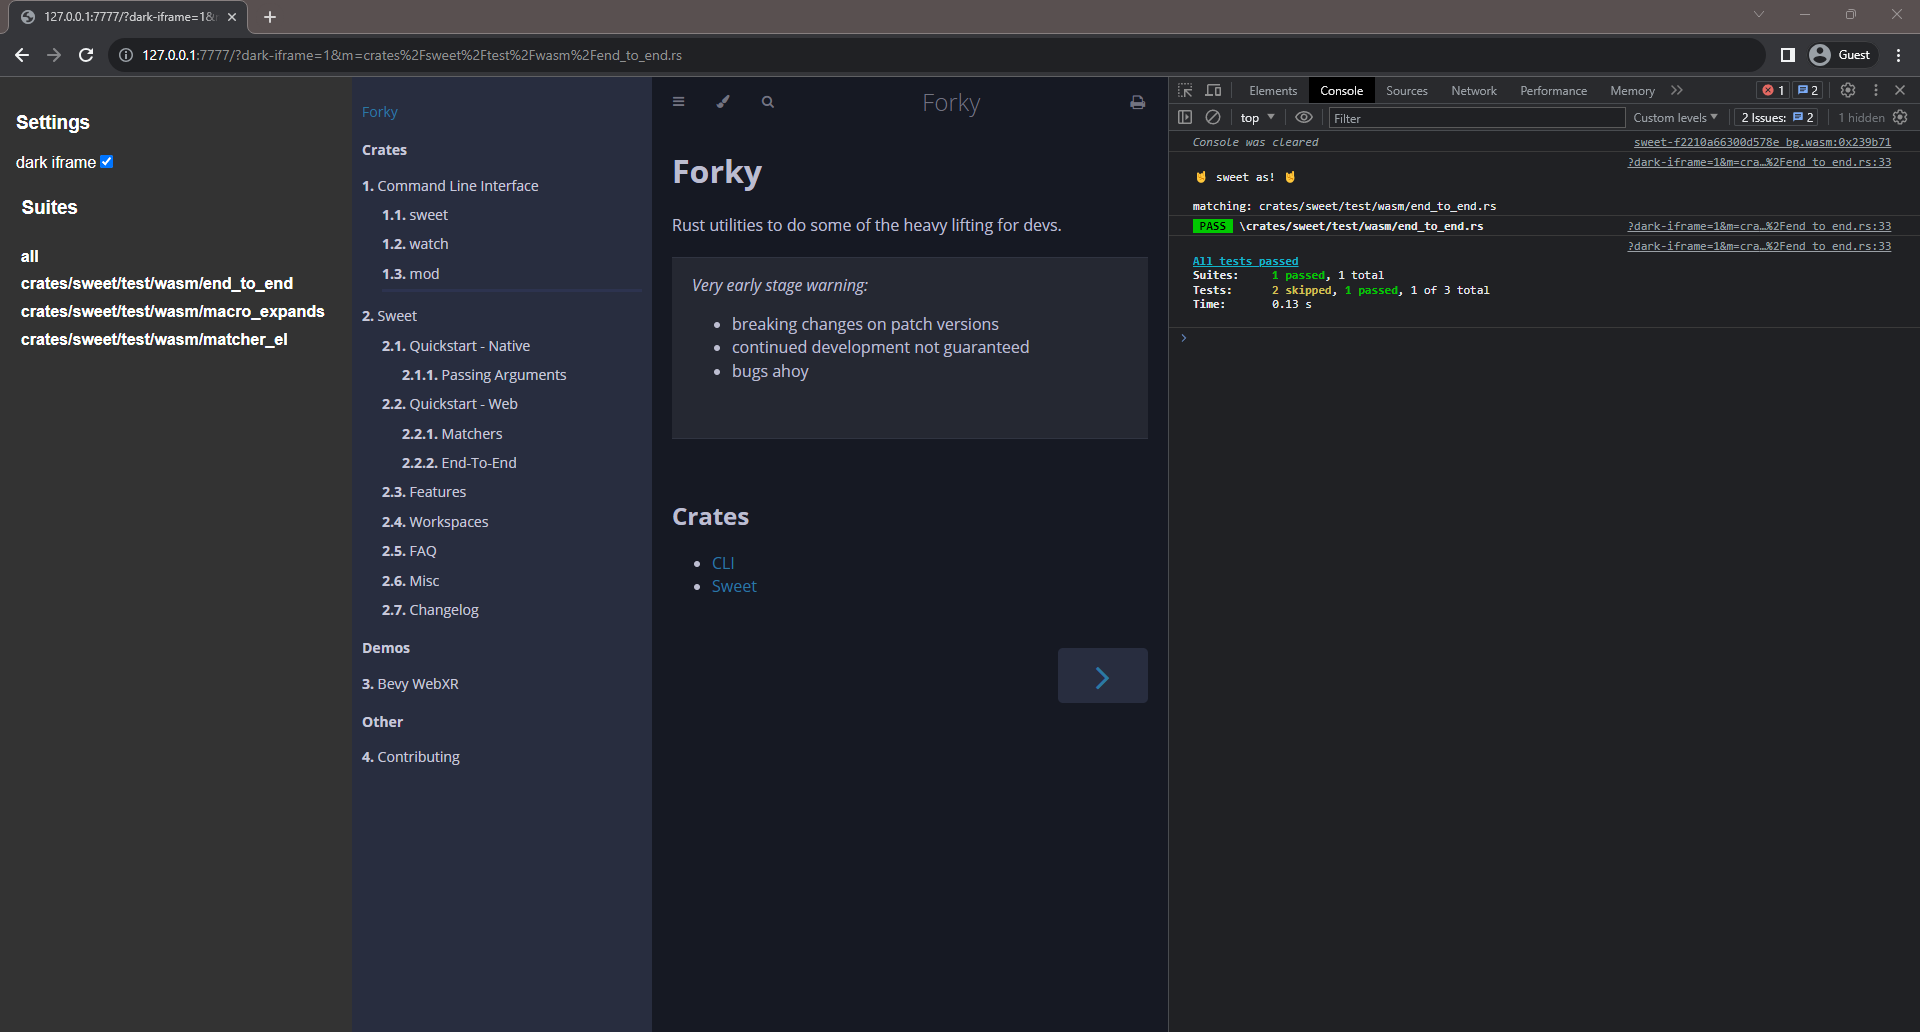 127.0.0.1:7777/?dark-iframe=1&
127.0.0.1:7777/?dark-iframe=1&m=crates%2Fsweet%2Ftest%2Fwasm%2Fend_to_end.rs
Guest
Settings
dark iframe
Suites
all
crates/sweet/test/wasm/end_to_end
crates/sweet/test/wasm/macro_expands
crates/sweet/test/wasm/matcher_el
Forky
Crates
1. Command Line Interface
1.1. sweet
1.2. watch
1.3. mod
2. Sweet
2.1. Quickstart - Native
2.1.1. Passing Arguments
2.2. Quickstart - Web
2.2.1. Matchers
2.2.2. End-To-End
2.3. Features
2.4. Workspaces
2.5. FAQ
2.6. Misc
2.7. Changelog
Demos
3. Bevy WebXR
Other
4. Contributing
Forky
Forky
Rust utilities to do some of the heavy lifting for devs.
Very early stage warning:
breaking changes on patch versions
continued development not guaranteed
bugs ahoy
Crates
CLI
Sweet
Elements Console Sources Network Performance Memory 1 2
top Filter Custom levels 2 Issues: 2 1 hidden
Console was cleared sweet-f2210a66300d578e_bg.wasm:0x239b71
?dark-iframe=1&m=cra…%2Fend_to_end.rs:33
sweet as!
matching: crates/sweet/test/wasm/end_to_end.rs
PASS \crates/sweet/test/wasm/end_to_end.rs ?dark-iframe=1&m=cra…%2Fend_to_end.rs:33
?dark-iframe=1&m=cra…%2Fend_to_end.rs:33
All tests passed
Suites: 1 passed, 1 total
Tests: 2 skipped, 1 passed, 1 of 3 total
Time: 0.13 s